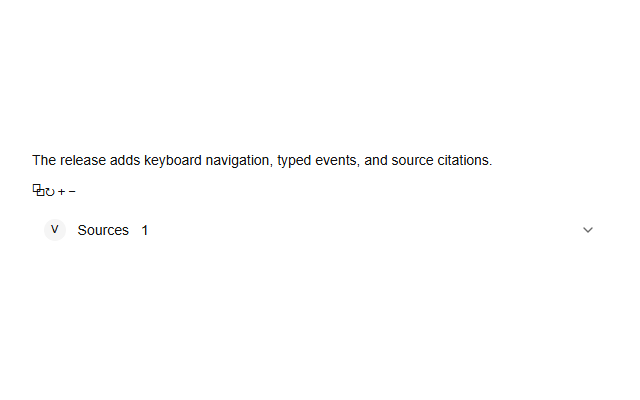 The release adds keyboard navigation, typed events, and source citations.
⧉↻+−
V Sources 1